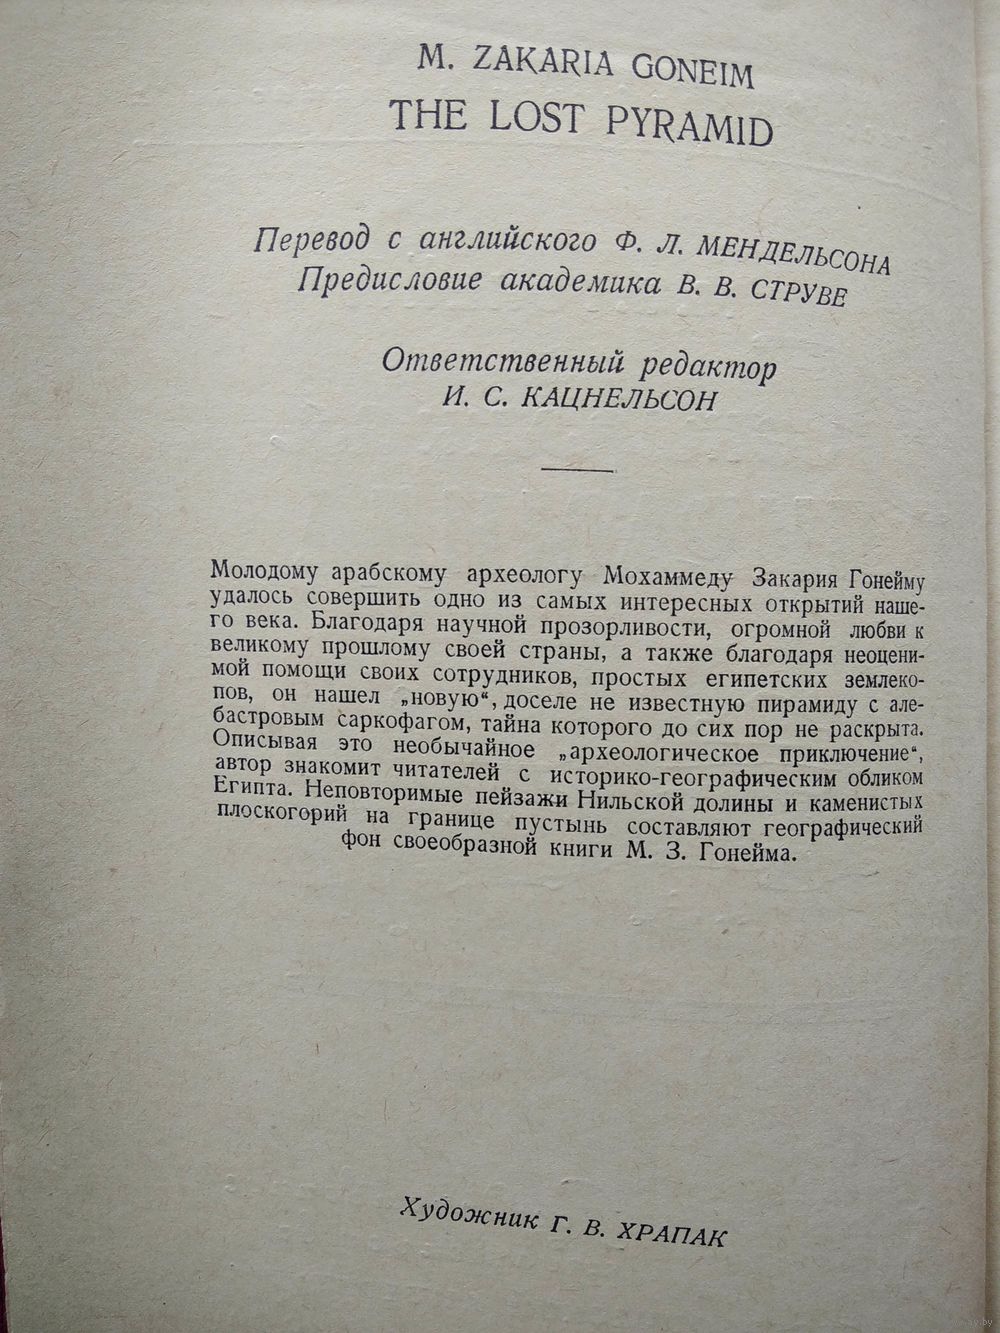 M. ZAKARIA GONEIM
THE LOST PYRAMID
Перевод с английского Ф. Л. МЕНДЕЛЬСОНА
Предисловие академика В. В. СТРУВЕ
Ответственный редактор
И. С. КАЦНЕЛЬСОН
Молодому арабскому археологу Мохаммеду Закария Гонейму
удалось совершить одно из самых интересных открытий наше-
го века. Благодаря научной прозорливости, огромной любви к
великому прошлому своей страны, а также благодаря неоцени-
мой помощи своих сотрудников, простых египетских землеко-
пов, он нашел „новую“, доселе не известную пирамиду с але-
бастровым саркофагом, тайна которого до сих пор не раскрыта.
Описывая это необычайное „археологическое приключение“,
автор знакомит читателей с историко-географическим обликом
Египта. Неповторимые пейзажи Нильской долины и каменистых
плоскогорий на границе пустынь составляют географический
фон своеобразной книги М. З. Гонейма.
Художник Г. В. ХРАПАК